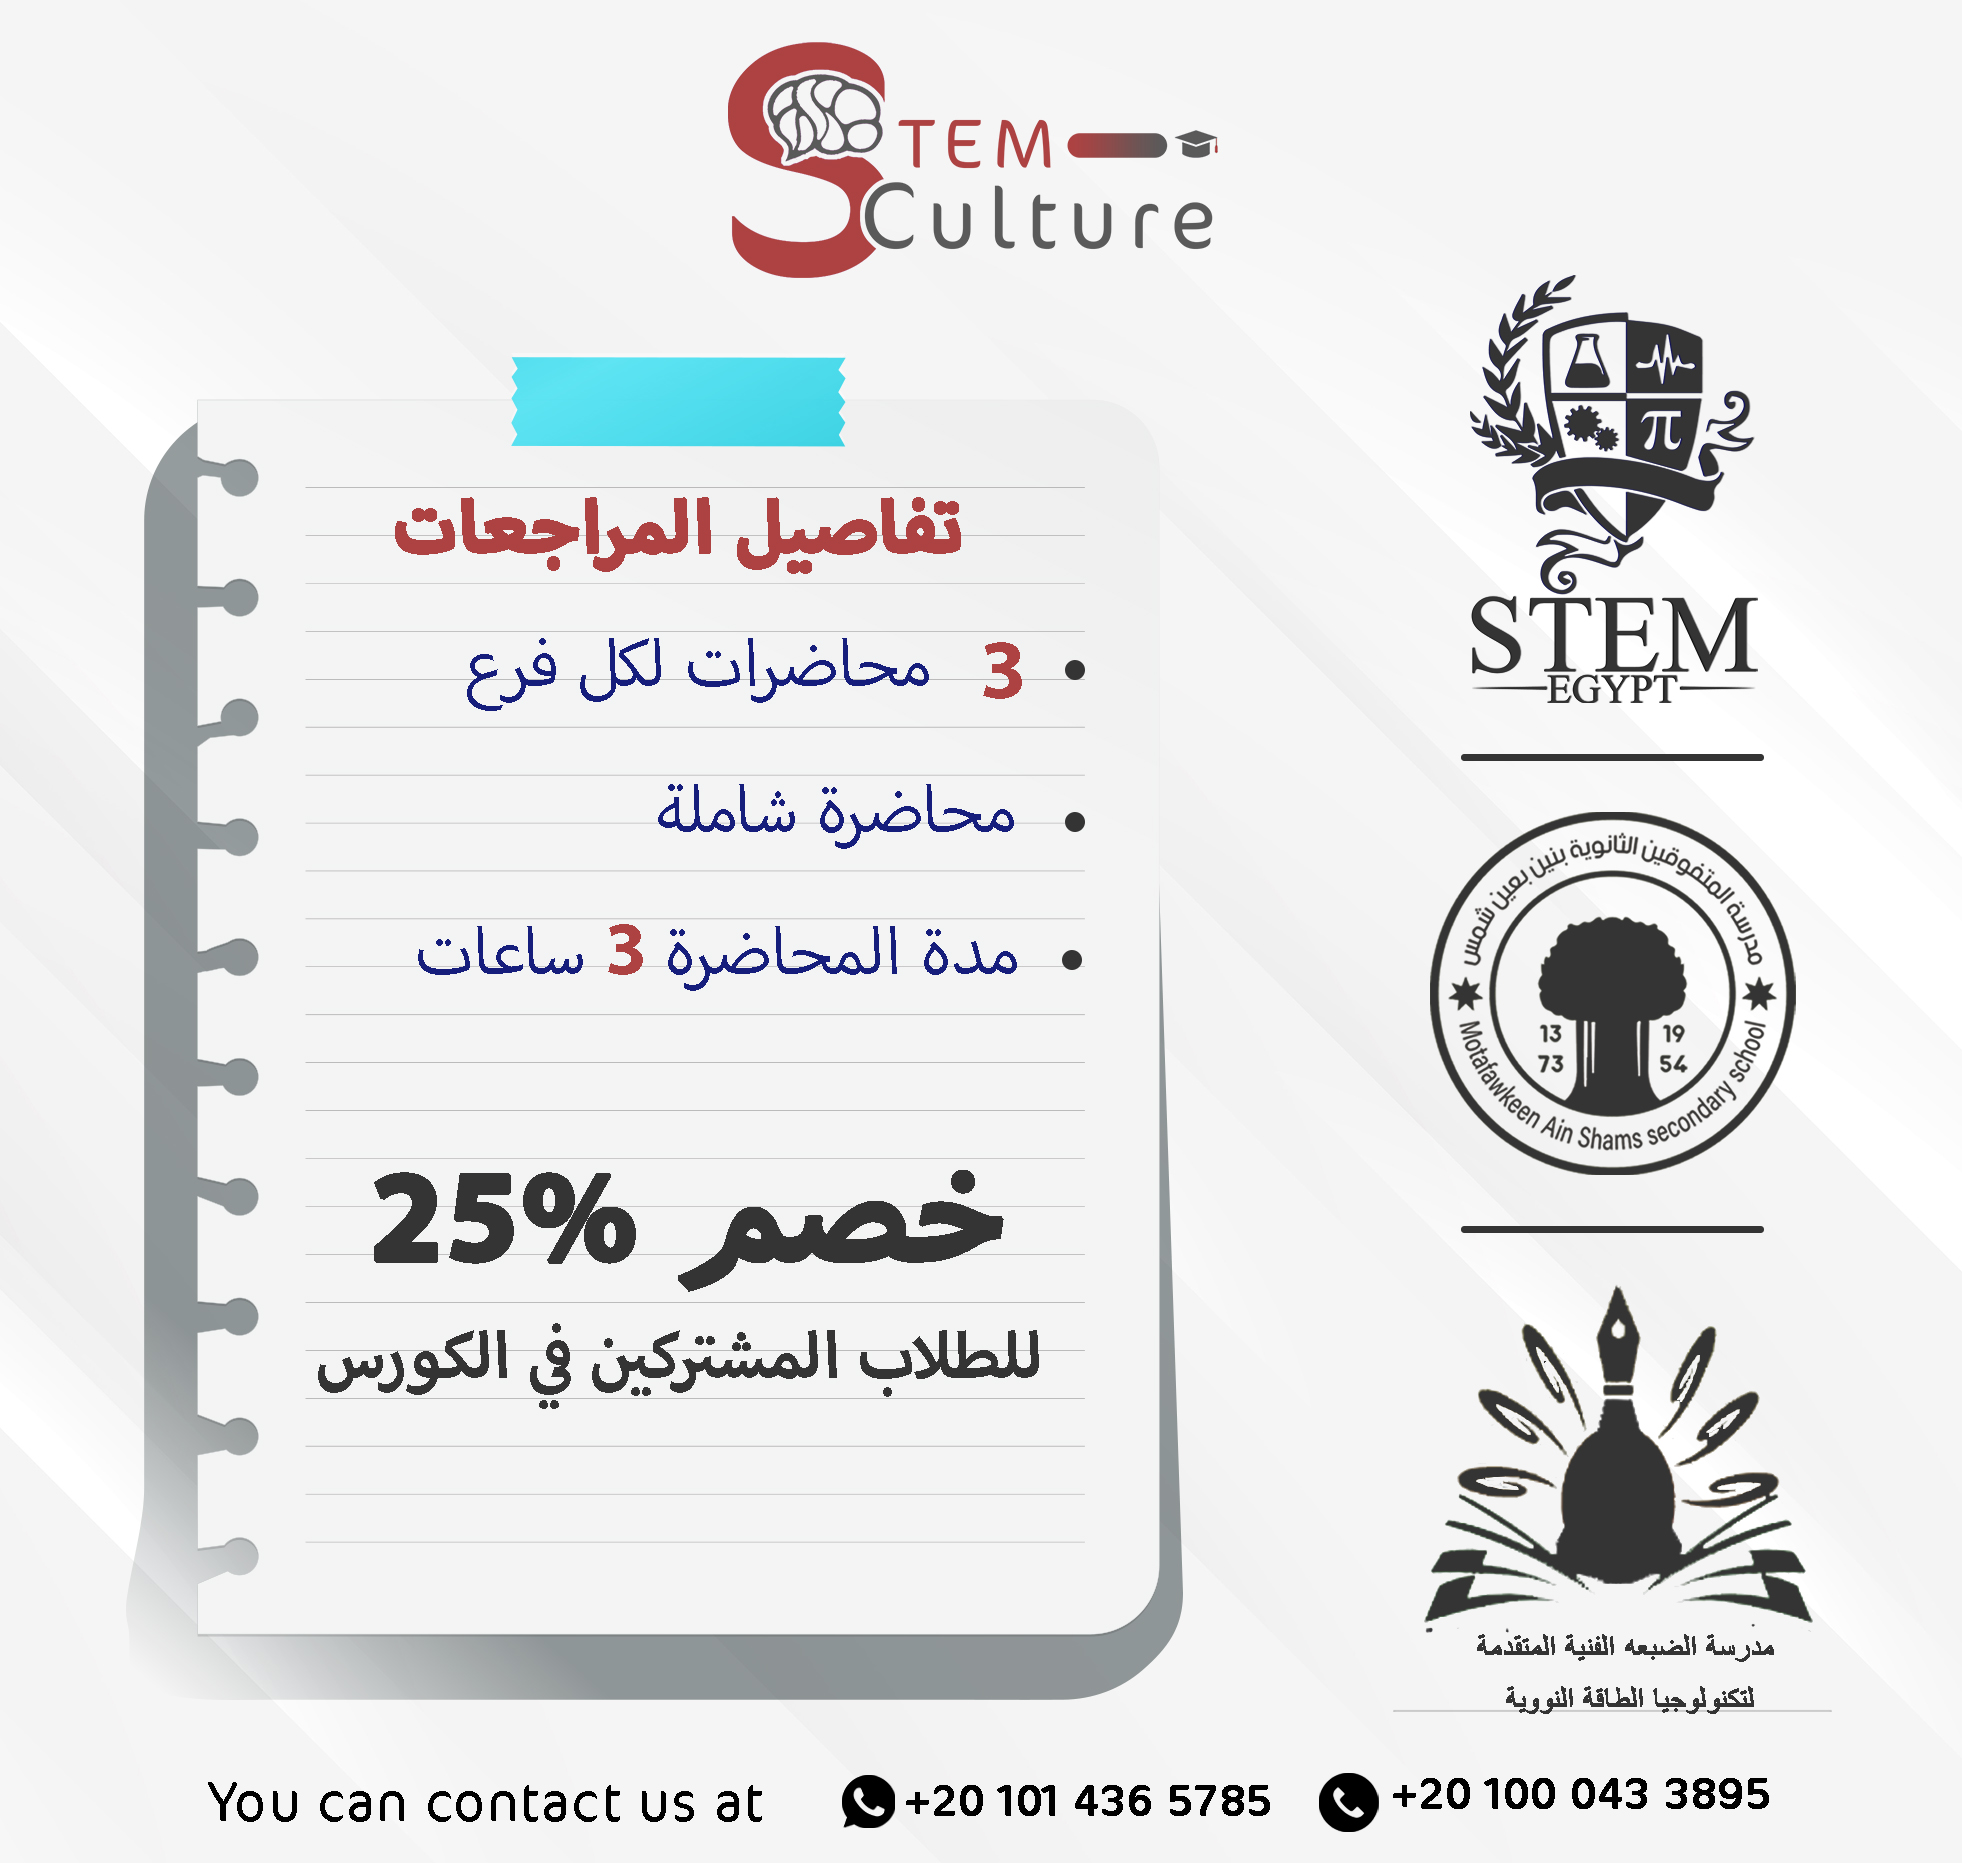 STEM
Culture
تفاصيل المراجعات
• 3 محاضرات لكل فرع
• محاضرة شاملة
• مدة المحاضرة 3 ساعات
خصم 25%
للطلاب المشتركين في الكورس
π
STEM
EGYPT
مدرسة المتفوقين الثانوية بنين بعين شمس
13 19
73 54
Motafawkeen Ain Shams secondary school
مدرسة الضبعه الفنية المتقدمة
لتكنولوجيا الطاقة النووية
You can contact us at +20 101 436 5785 +20 100 043 3895